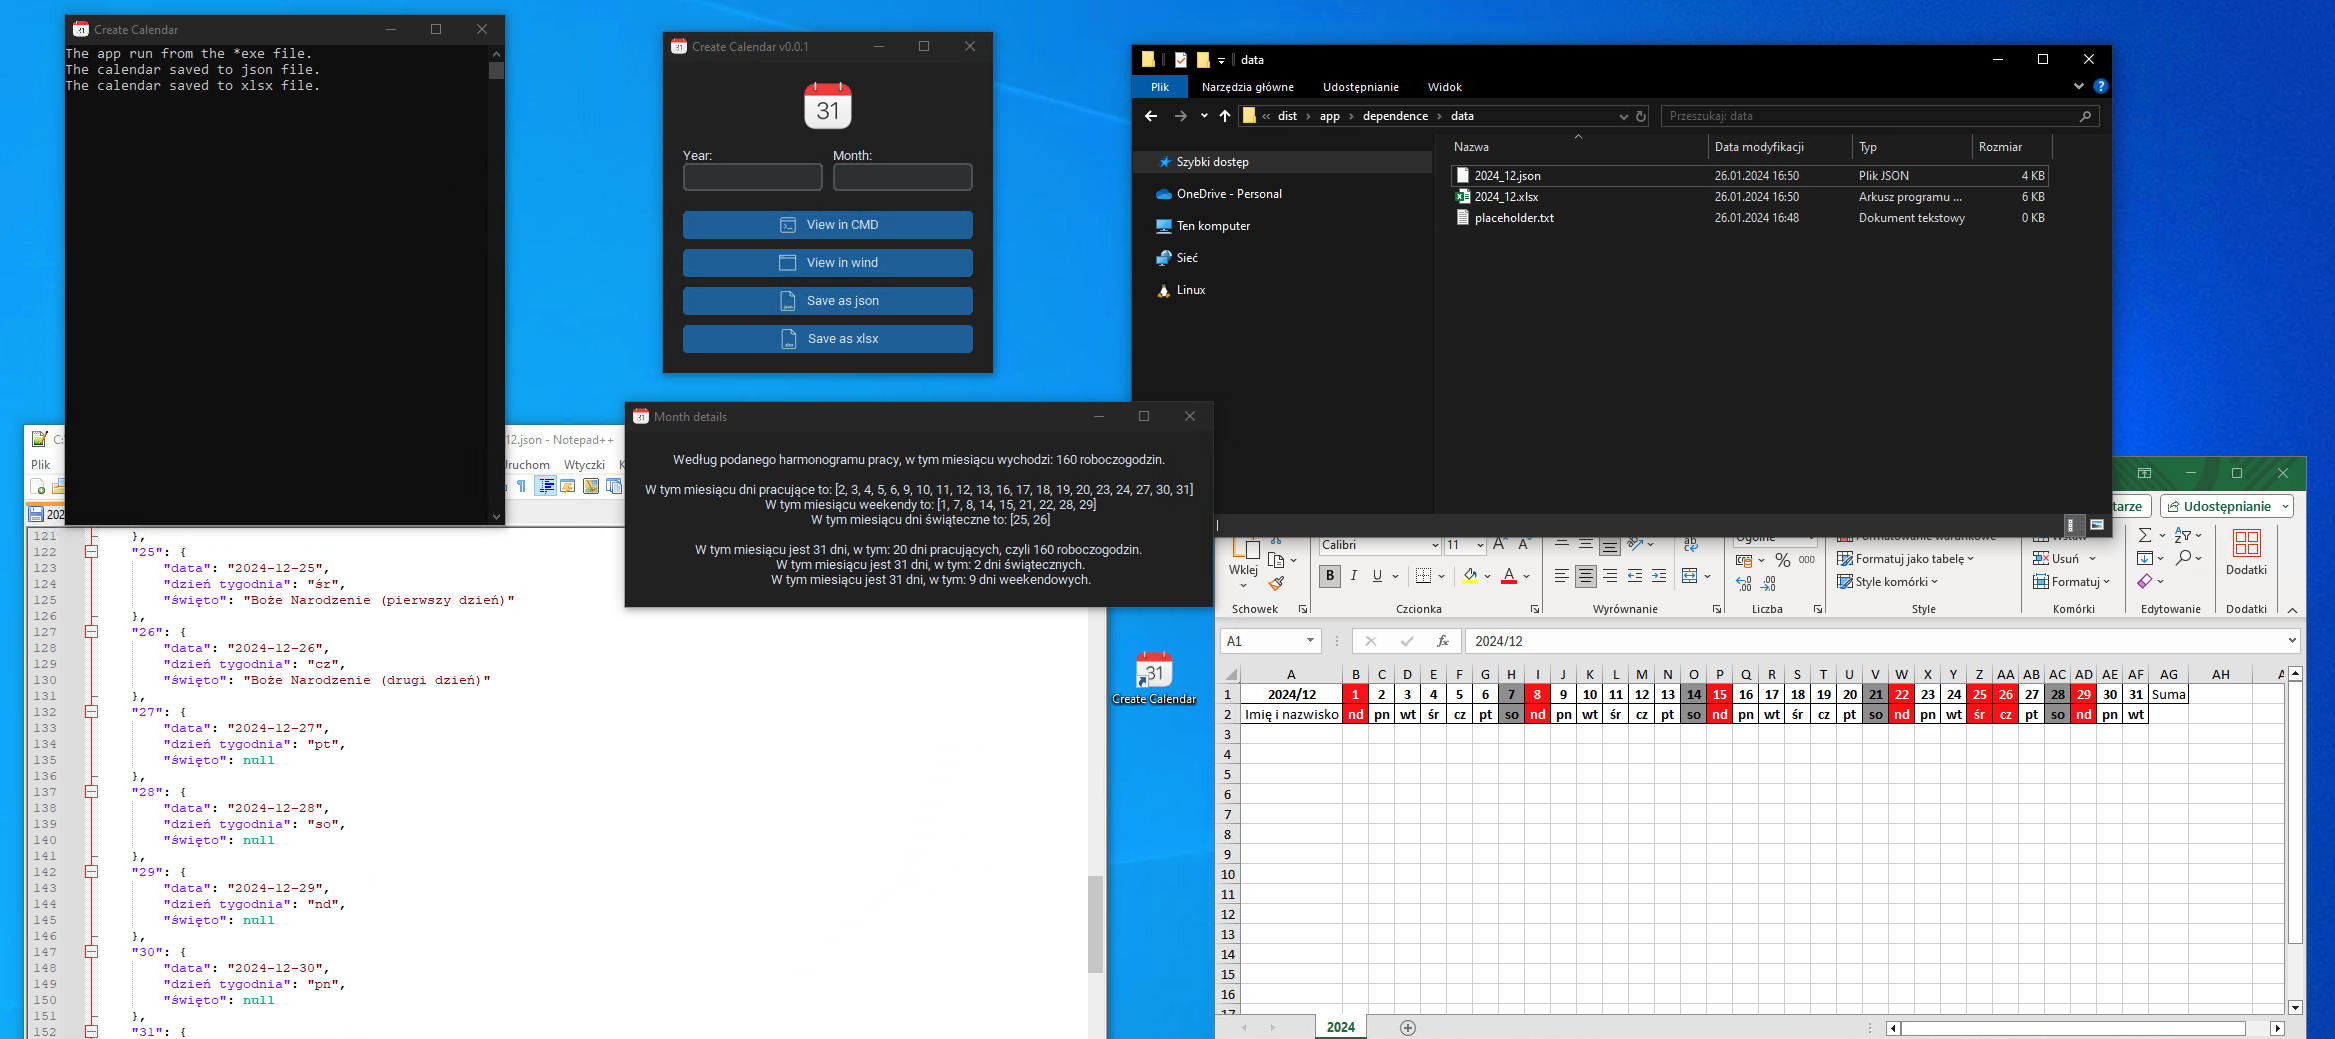 Create Calendar
The app run from the *exe file.
The calendar saved to json file.
The calendar saved to xlsx file.
Create Calendar v0.0.1
31
Year:
Month:
View in CMD
View in wind
Save as json
Save as xlsx
data
Plik
Narzędzia główne
Udostępnianie
Widok
dist
app
dependence
data
Przeszukaj: data
Szybki dostęp
OneDrive - Personal
Ten komputer
Sieć
Linux
Nazwa
Data modyfikacji
Typ
Rozmiar
2024_12.json 26.01.2024 16:50 Plik JSON 4 KB
2024_12.xlsx 26.01.2024 16:50 Arkusz programu ... 6 KB
placeholder.txt 26.01.2024 16:48 Dokument tekstowy 0 KB
Month details
Według podanego harmonogramu pracy, w tym miesiącu wychodzi: 160 roboczogodzin.
W tym miesiącu dni pracujące to: [2, 3, 4, 5, 6, 9, 10, 11, 12, 13, 16, 17, 18, 19, 20, 23, 24, 27, 30, 31]
W tym miesiącu weekendy to: [1, 7, 8, 14, 15, 21, 22, 28, 29]
W tym miesiącu dni świąteczne to: [25, 26]
W tym miesiącu jest 31 dni, w tym: 20 dni pracujących, czyli 160 roboczogodzin.
W tym miesiącu jest 31 dni, w tym: 2 dni świątecznych.
W tym miesiącu jest 31 dni, w tym: 9 dni weekendowych.
C:
12.json - Notepad++
Plik
Uruchom
Wtyczki
202
121 },
122 "25": {
123 "data": "2024-12-25",
124 "dzień tygodnia": "śr",
125 "święto": "Boże Narodzenie (pierwszy dzień)"
126 },
127 "26": {
128 "data": "2024-12-26",
129 "dzień tygodnia": "cz",
130 "święto": "Boże Narodzenie (drugi dzień)"
131 },
132 "27": {
133 "data": "2024-12-27",
134 "dzień tygodnia": "pt",
135 "święto": null
136 },
137 "28": {
138 "data": "2024-12-28",
139 "dzień tygodnia": "so",
140 "święto": null
141 },
142 "29": {
143 "data": "2024-12-29",
144 "dzień tygodnia": "nd",
145 "święto": null
146 },
147 "30": {
148 "data": "2024-12-30",
149 "dzień tygodnia": "pn",
150 "święto": null
151 },
152 "31": {
31
Create Calendar
tarze
Udostępnianie
Calibri
11
Wklej
B I U
000
Formatowanie warunkowe
Formatuj jako tabelę
Style komórki
Wstaw
Usuń
Formatuj
Dodatki
Schowek
Czcionka
Wyrównanie
Liczba
Style
Komórki
Edytowanie
Dodatki
A1
fx
2024/12
A B C D E F G H I J K L M N O P Q R S T U V W X Y Z AA AB AC AD AE AF AG AH
1 2024/12 1 2 3 4 5 6 7 8 9 10 11 12 13 14 15 16 17 18 19 20 21 22 23 24 25 26 27 28 29 30 31 Suma
2 Imię i nazwisko nd pn wt śr cz pt so nd pn wt śr cz pt so nd pn wt śr cz pt so nd pn wt śr cz pt so nd pn wt
3
4
5
6
7
8
9
10
11
12
13
14
15
16
17
2024